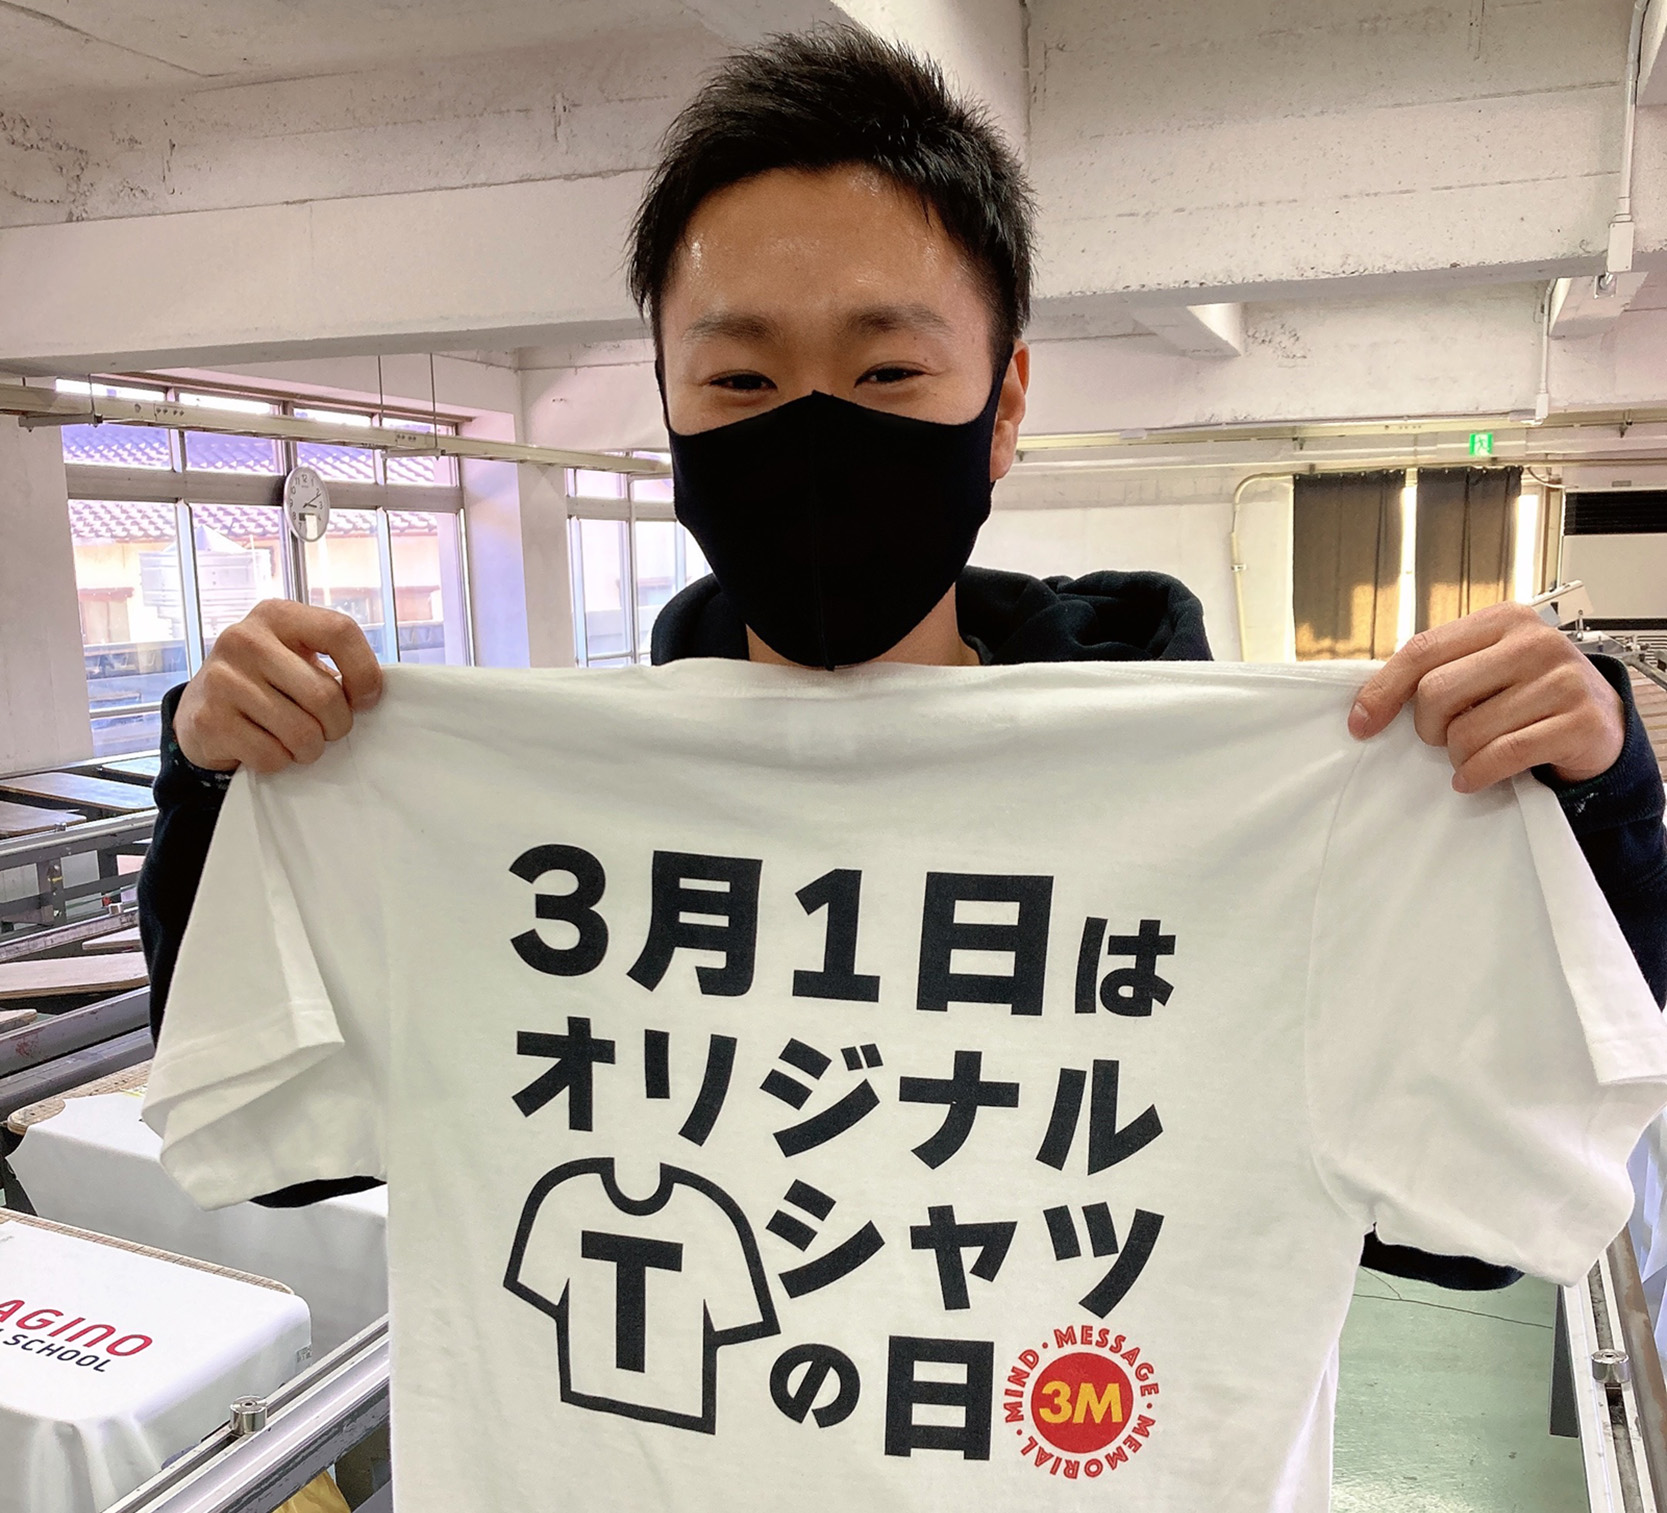 3月1日は
オリジナル
Tシャツ
の日
MIND・MESSAGE・MEMORIAL・
3M
AGINO
SCHOOL